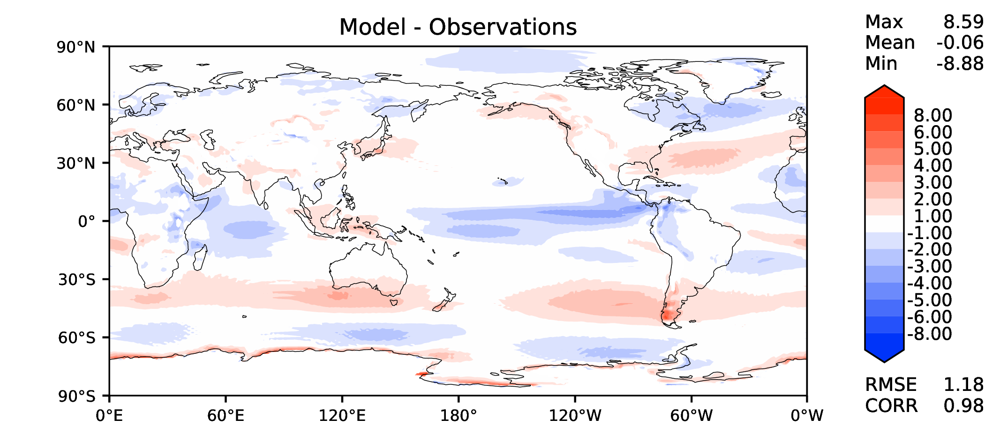 Model - Observations
Max 8.59
Mean -0.06
Min -8.88
90°N
60°N
30°N
0°
30°S
60°S
90°S
0°E 60°E 120°E 180° 120°W 60°W 0°W
8.00
6.00
5.00
4.00
3.00
2.00
1.00
-1.00
-2.00
-3.00
-4.00
-5.00
-6.00
-8.00
RMSE 1.18
CORR 0.98